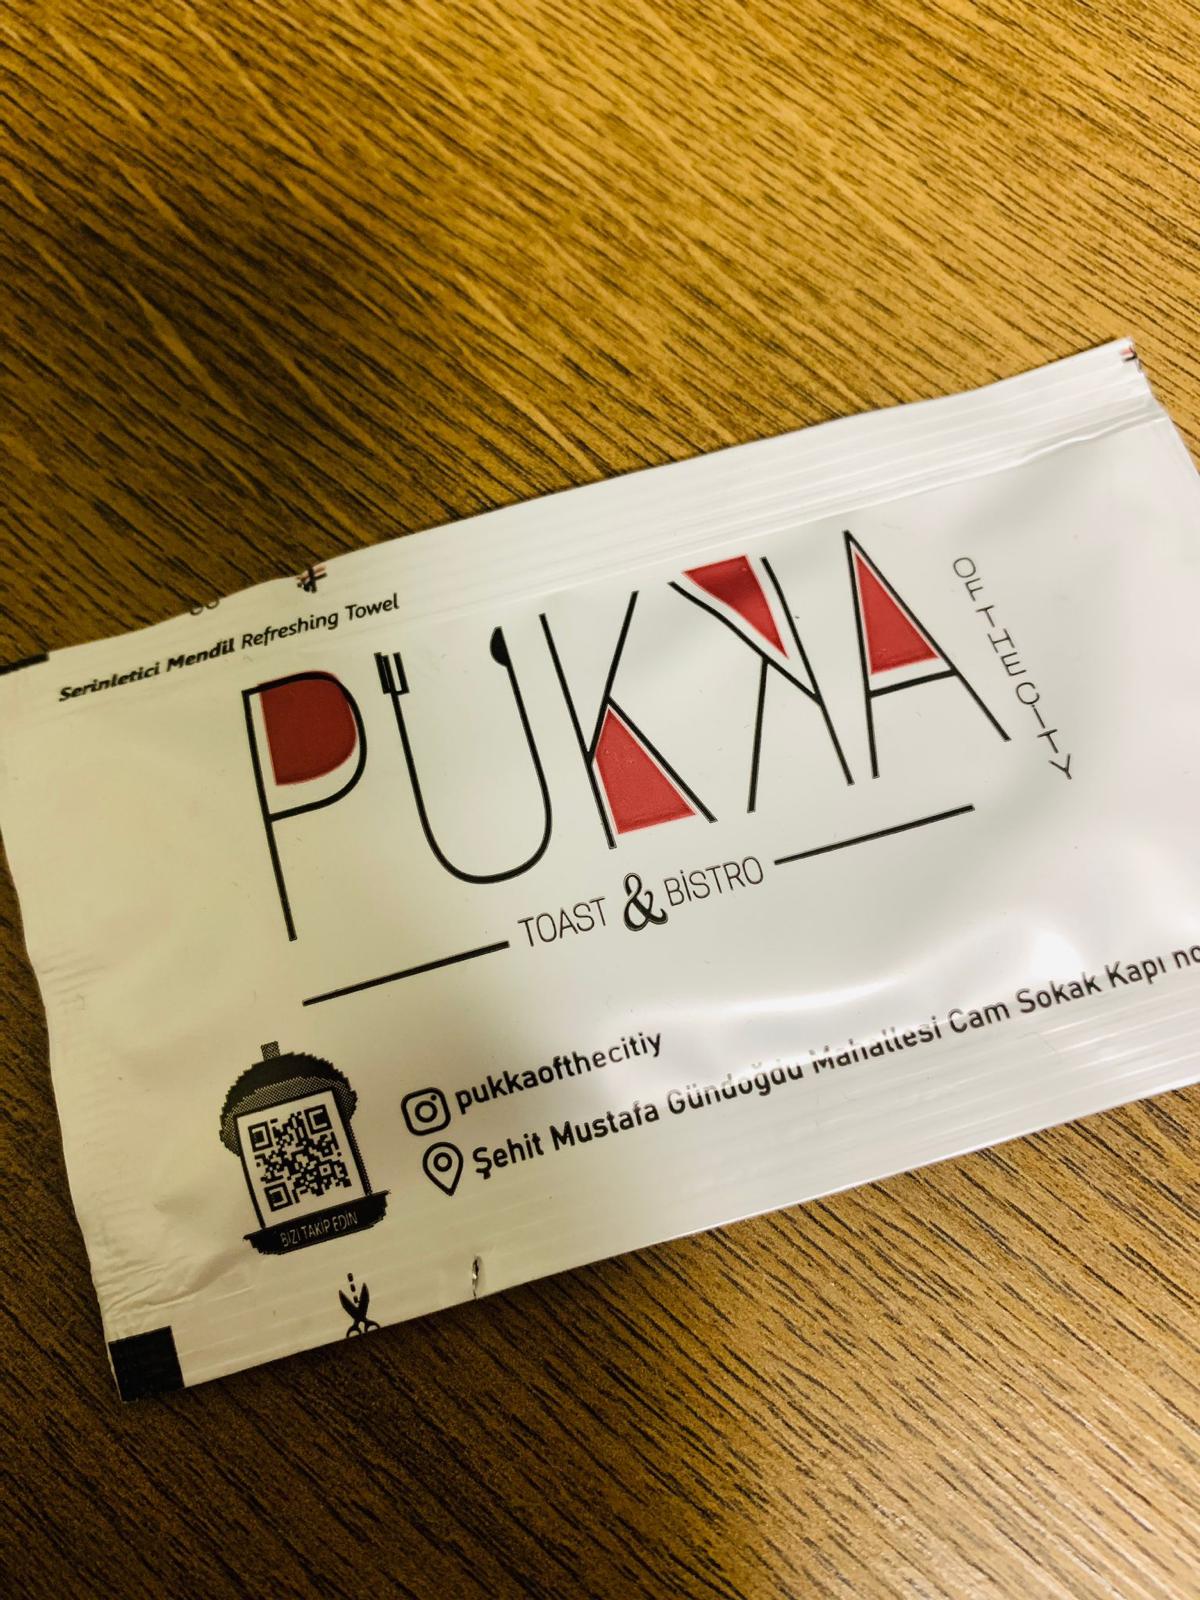 Serinletici Mendil Refreshing Towel
PUKKA
OF THE CITY
TOAST & BİSTRO
pukkaofthecitiy
Şehit Mustafa Gündoğdu Mahallesi Cam Sokak Kapı no
BİZİ TAKİP EDİN